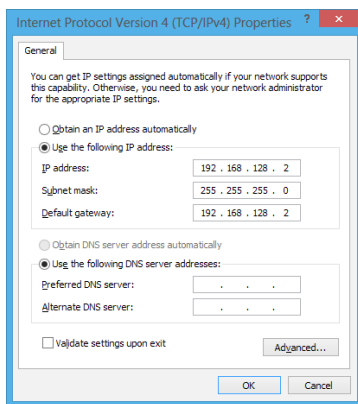 Internet Protocol Version 4 (TCP/IPv4) Properties ? ×
General
You can get IP settings assigned automatically if your network supports
this capability. Otherwise, you need to ask your network administrator
for the appropriate IP settings.
Obtain an IP address automatically
Use the following IP address:
IP address: 192 . 168 . 128 . 2
Subnet mask: 255 . 255 . 255 . 0
Default gateway: 192 . 168 . 128 . 2
Obtain DNS server address automatically
Use the following DNS server addresses:
Preferred DNS server: . . .
Alternate DNS server: . . .
Validate settings upon exit
Advanced...
OK Cancel